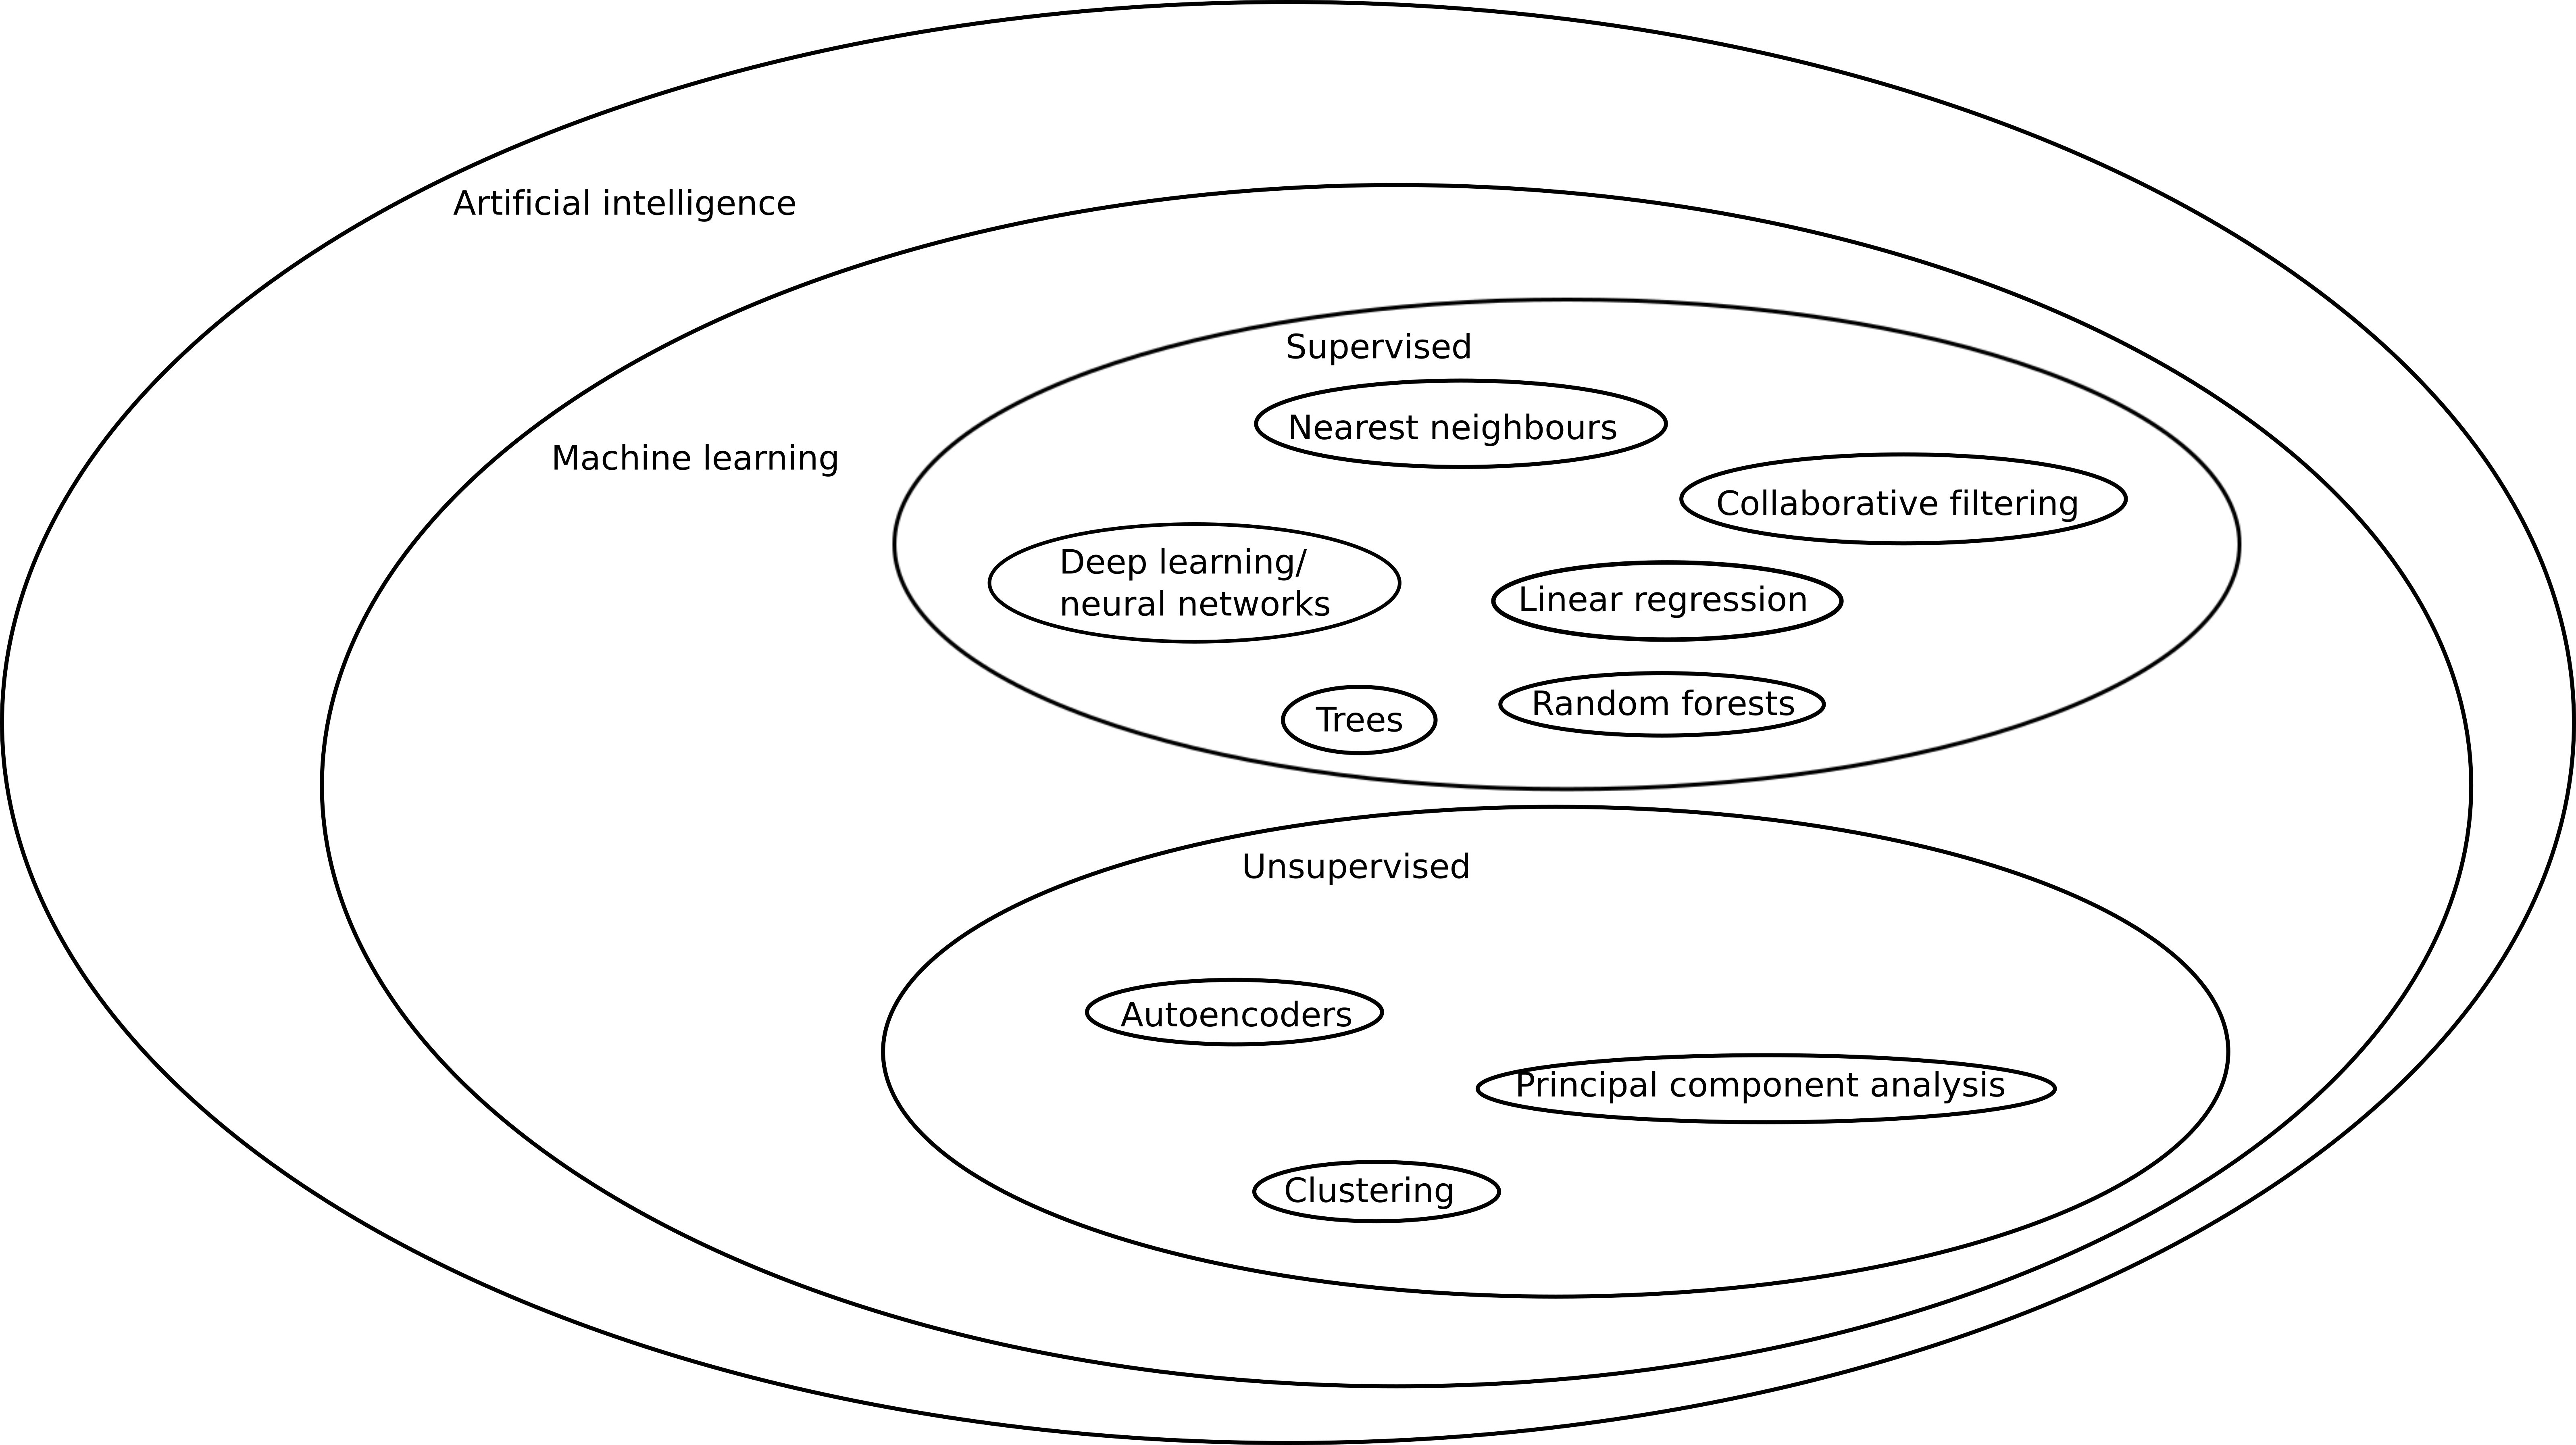 Artificial intelligence
Machine learning
Supervised
Nearest neighbours
Collaborative filtering
Deep learning/
neural networks
Linear regression
Trees
Random forests
Unsupervised
Autoencoders
Principal component analysis
Clustering